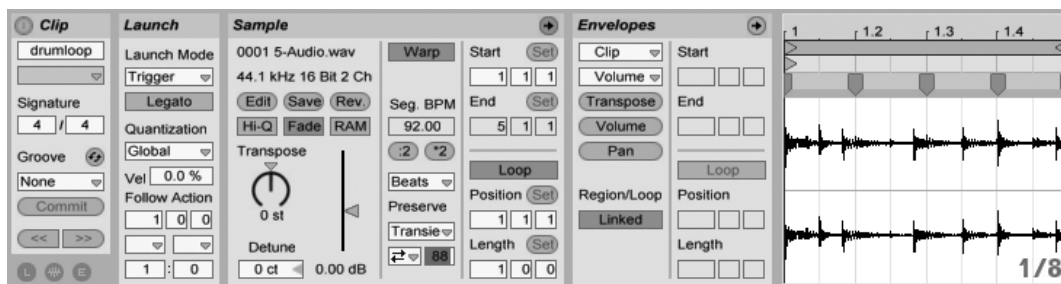 Clip
drumloop
Signature
4 / 4
Groove
None
Commit
<< >>
L E
Launch
Launch Mode
Trigger
Legato
Quantization
Global
Vel 0.0 %
Follow Action
1 0 0
1 : 0
Sample
0001 5-Audio.wav
44.1 kHz 16 Bit 2 Ch
Edit Save Rev.
Hi-Q Fade RAM
Transpose
0 st
Detune
0 ct 0.00 dB
Warp
Seg. BPM
92.00
:2 *2
Beats
Preserve
Transie
88
Start Set
1 1 1
End Set
5 1 1
Loop
Position Set
1 1 1
Length Set
1 0 0
Envelopes
Clip
Volume
Transpose
Volume
Pan
Region/Loop
Linked
Start
End
Loop
Position
Length
1 1.2 1.3 1.4
1/8